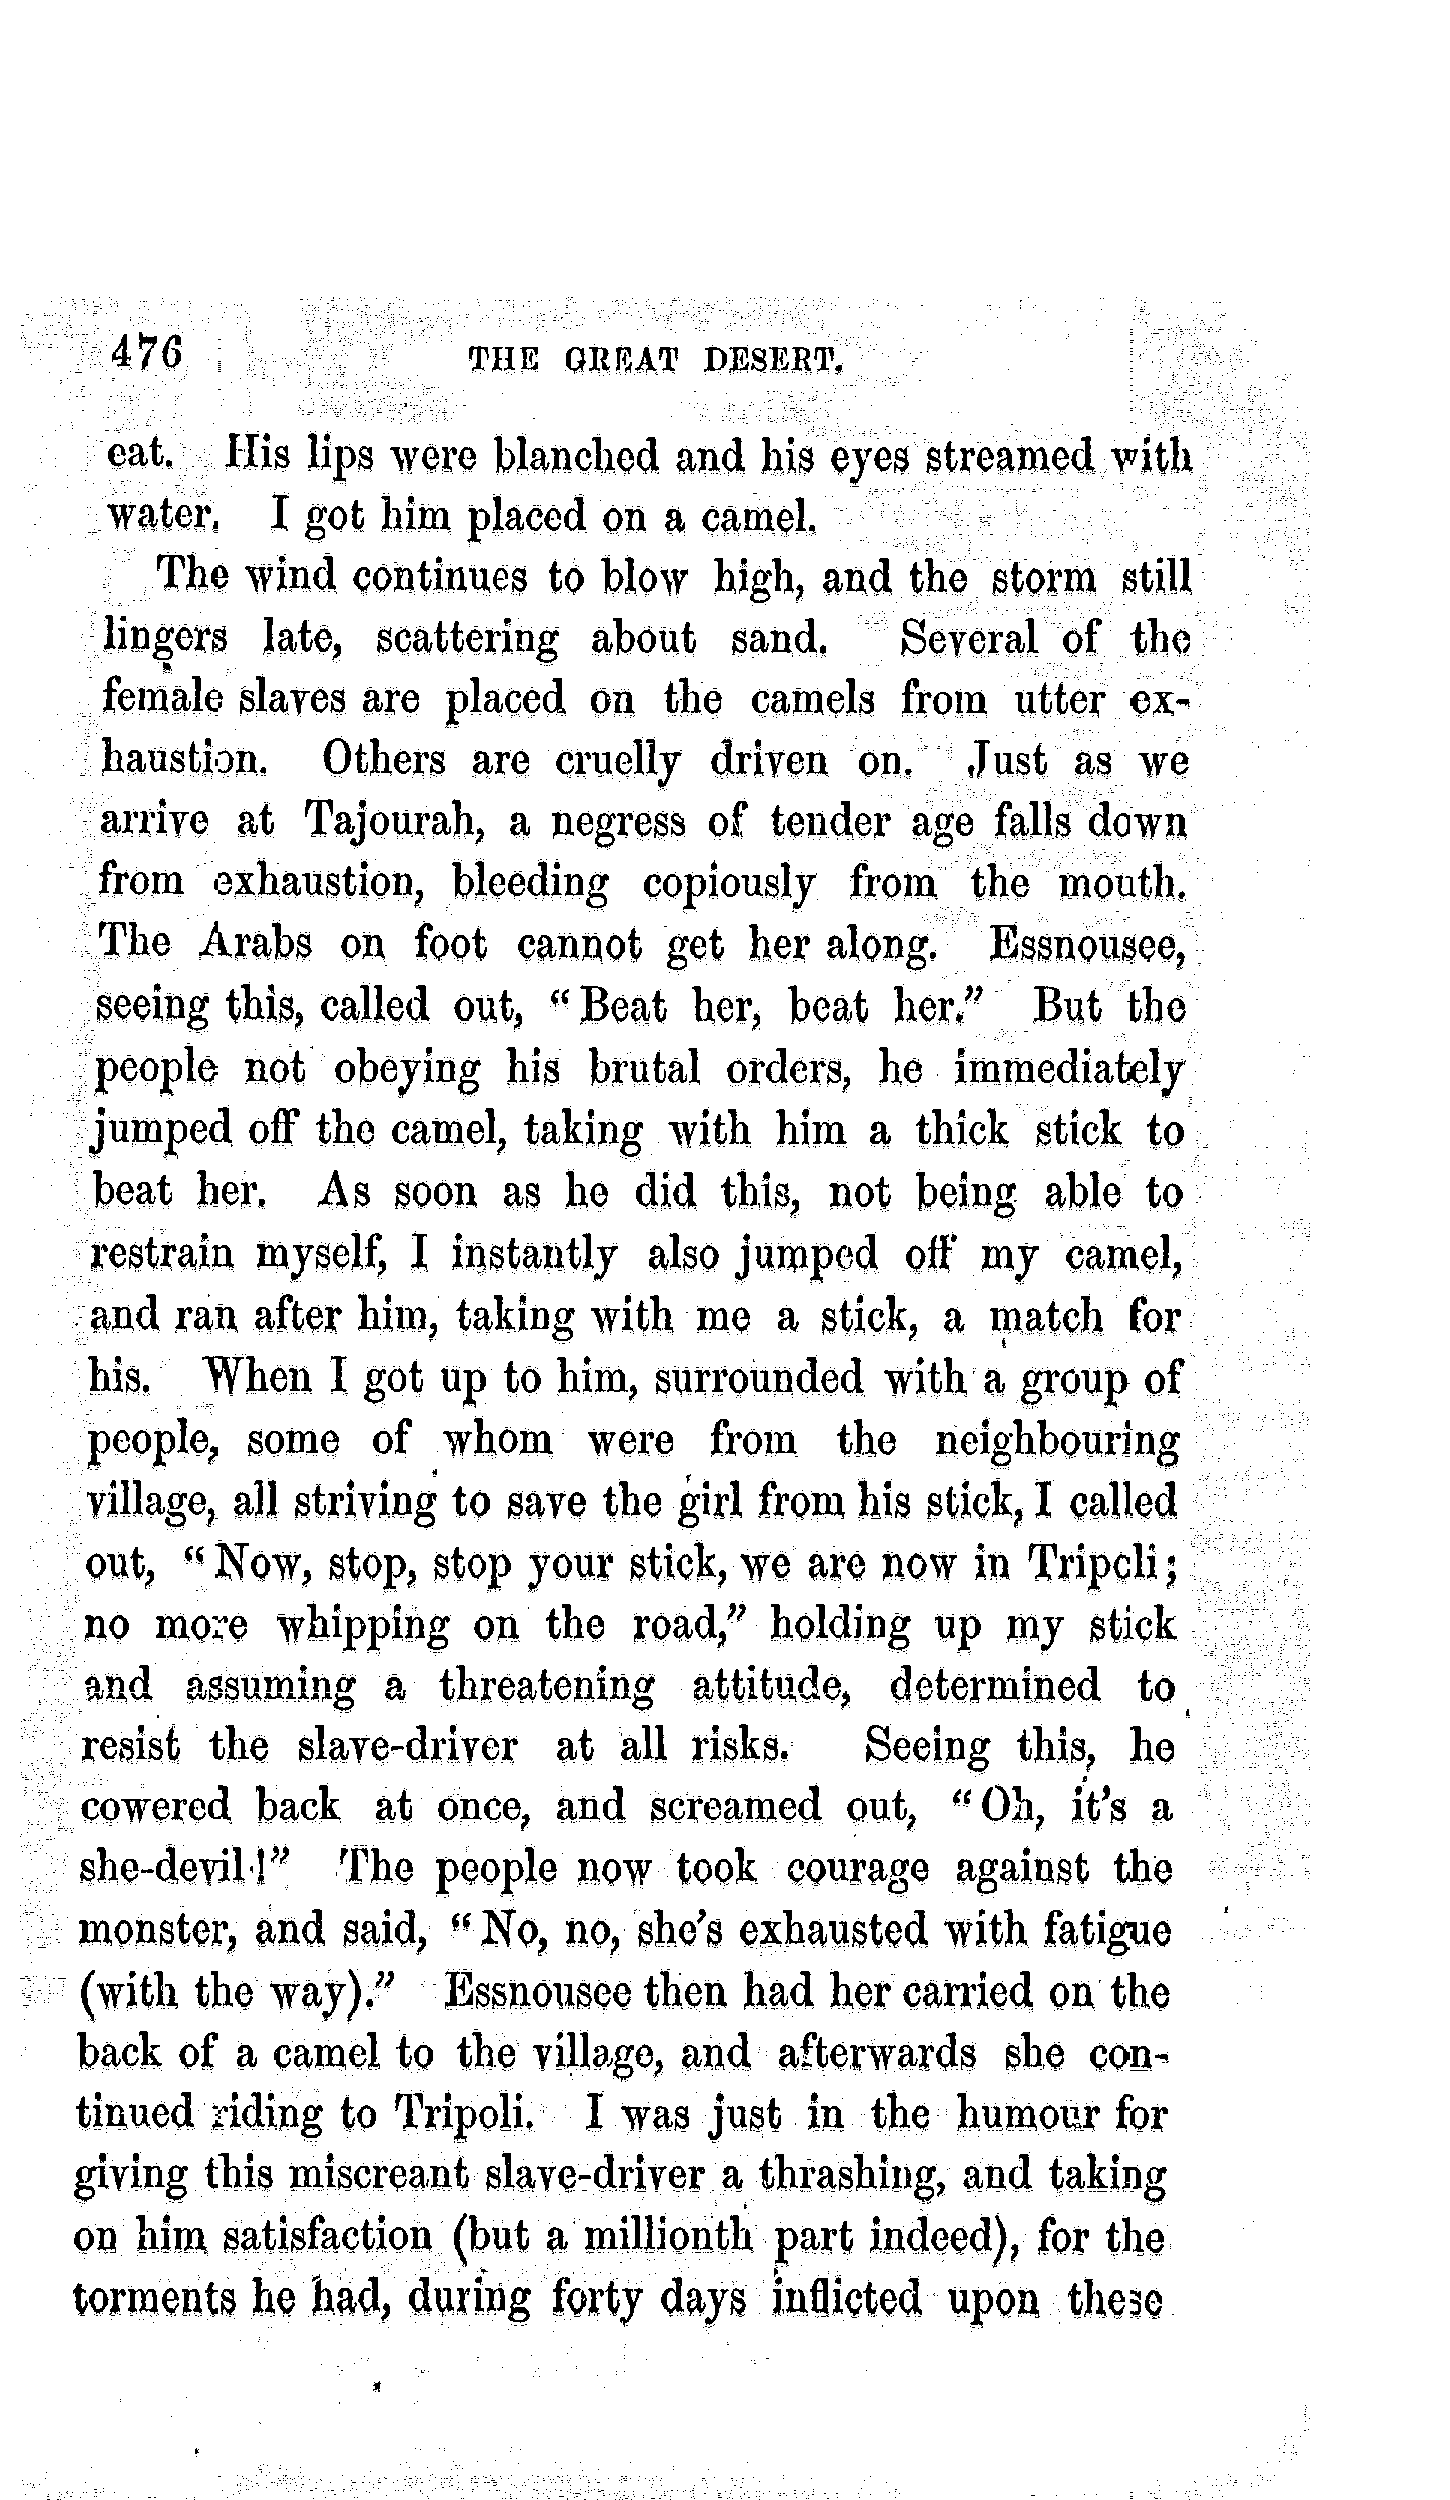 476 THE GREAT DESERT.
eat. His lips were blanched and his eyes streamed with
water. I got him placed on a camel.
The wind continues to blow high, and the storm still
lingers late, scattering about sand. Several of the
female slaves are placed on the camels from utter ex-
haustion. Others are cruelly driven on. Just as we
arrive at Tajourah, a negress of tender age falls down
from exhaustion, bleeding copiously from the mouth.
The Arabs on foot cannot get her along. Essnousee,
seeing this, called out, "Beat her, beat her." But the
people not obeying his brutal orders, he immediately
jumped off the camel, taking with him a thick stick to
beat her. As soon as he did this, not being able to
restrain myself, I instantly also jumped off my camel,
and ran after him, taking with me a stick, a match for
his. When I got up to him, surrounded with a group of
people, some of whom were from the neighbouring
village, all striving to save the girl from his stick, I called
out, "Now, stop, stop your stick, we are now in Tripoli;
no more whipping on the road," holding up my stick
and assuming a threatening attitude, determined to
resist the slave-driver at all risks. Seeing this, he
cowered back at once, and screamed out, "Oh, it's a
she-devil!" The people now took courage against the
monster, and said, "No, no, she's exhausted with fatigue
(with the way)." Essnousee then had her carried on the
back of a camel to the village, and afterwards she con-
tinued riding to Tripoli. I was just in the humour for
giving this miscreant slave-driver a thrashing, and taking
on him satisfaction (but a millionth part indeed), for the
torments he had, during forty days inflicted upon these